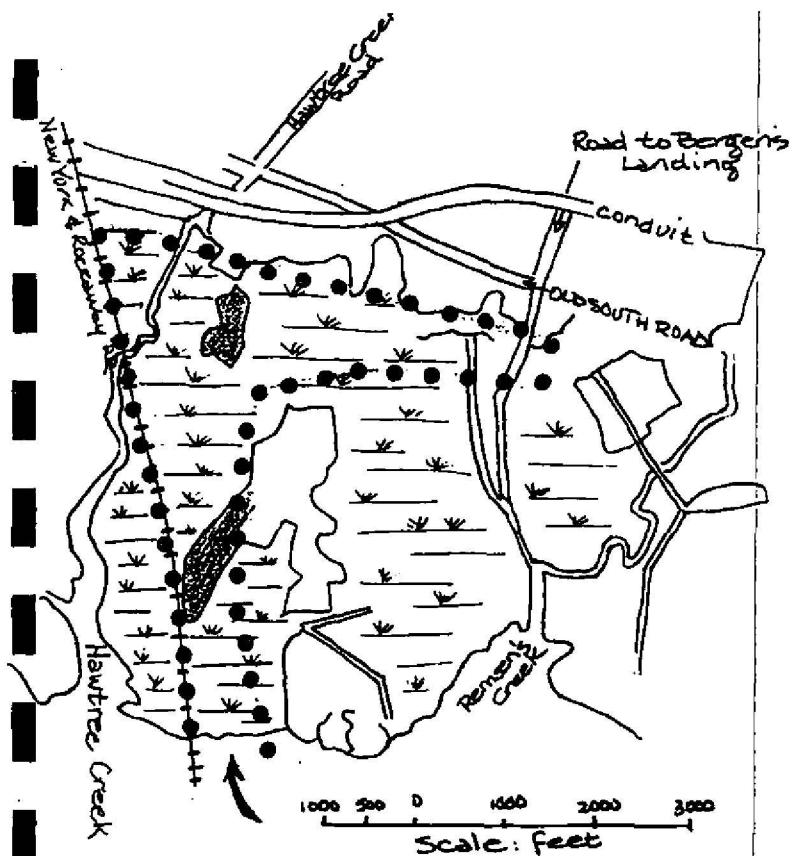 Hawtree Creek
Road
New York & Rockaway
Road to Bergen's
Landing
Conduit
OLD SOUTH ROAD
Hawtree Creek
Remsen's
Creek
1000 500 0 1000 2000 3000
Scale: feet